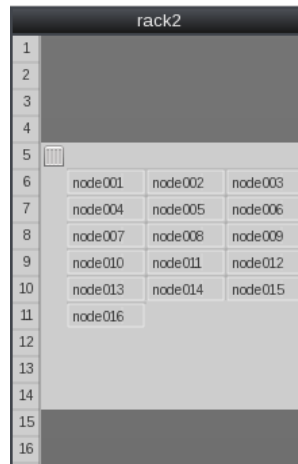 rack2
1
2
3
4
5
6 node001 node002 node003
7 node004 node005 node006
8 node007 node008 node009
9 node010 node011 node012
10 node013 node014 node015
11 node016
12
13
14
15
16